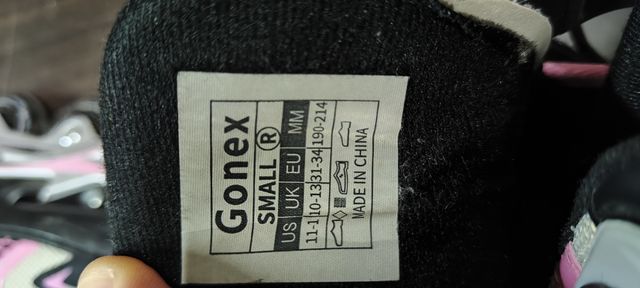 Gonex
SMALL ®
US UK EU MM
11-1 10-13 31-34 190-214
MADE IN CHINA